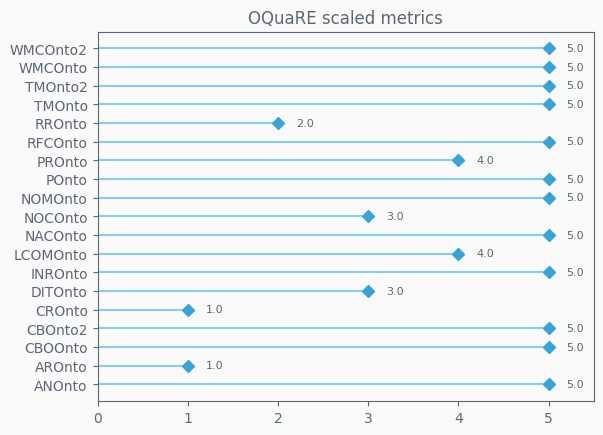 OQuaRE scaled metrics
WMCOnto2 5.0
WMCOnto 5.0
TMOnto2 5.0
TMOnto 5.0
RROnto 2.0
RFCOnto 5.0
PROnto 4.0
POnto 5.0
NOMOnto 5.0
NOCOnto 3.0
NACOnto 5.0
LCOMOnto 4.0
INROnto 5.0
DITOnto 3.0
CROnto 1.0
CBOnto2 5.0
CBOOnto 5.0
AROnto 1.0
ANOnto 5.0
0 1 2 3 4 5